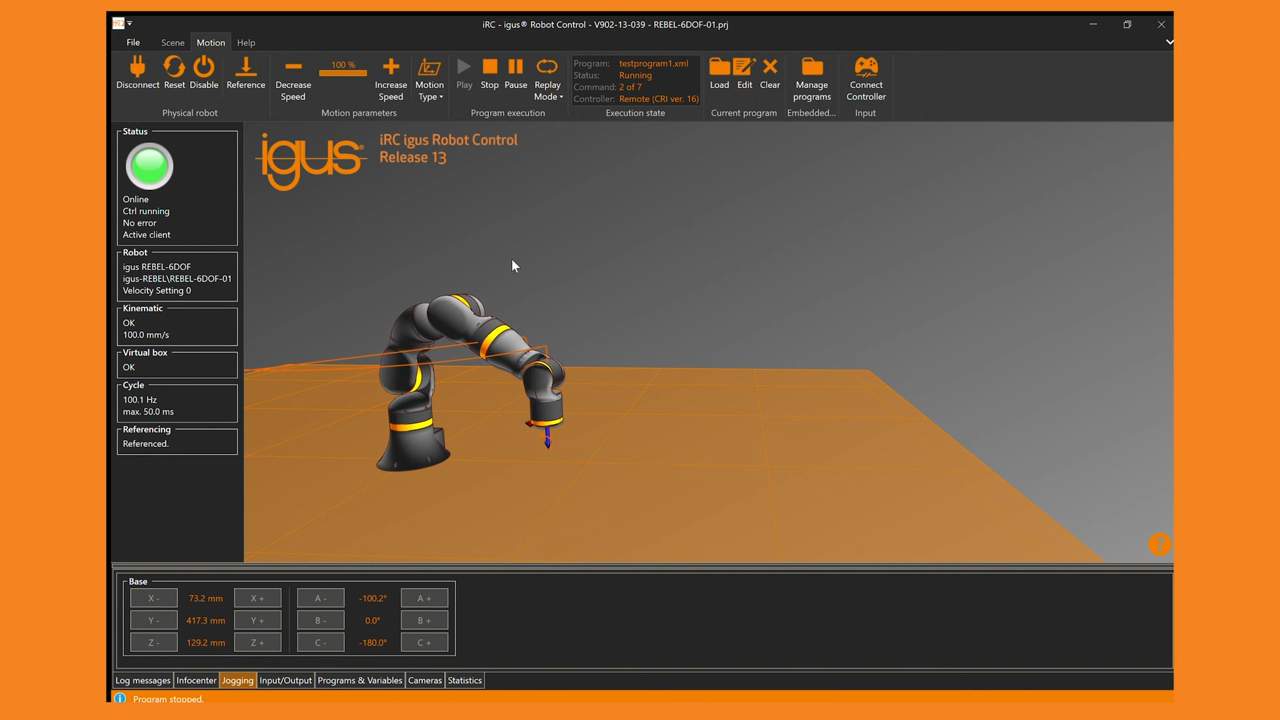 iRC - igus® Robot Control - V902-13-039 - REBEL-6DOF-01.prj
File Scene Motion Help
Disconnect Reset Disable Reference
Physical robot
Decrease Speed
100 %
Increase Speed
Motion Type
Motion parameters
Play Stop Pause Replay Mode
Program execution
Program: testprogram1.xml
Status: Running
Command: 2 of 7
Controller: Remote (CRI ver. 16)
Execution state
Load Edit Clear
Current program
Manage programs
Embedded...
Connect Controller
Input
Status
Online
Ctrl running
No error
Active client
Robot
igus REBEL-6DOF
igus-REBEL\REBEL-6DOF-01
Velocity Setting 0
Kinematic
OK
100.0 mm/s
Virtual box
OK
Cycle
100.1 Hz
max. 50.0 ms
Referencing
Referenced.
igus®
iRC igus Robot Control
Release 13
?
Base
X - 73.2 mm X + A - -100.2° A +
Y - 417.3 mm Y + B - 0.0° B +
Z - 129.2 mm Z + C - -180.0° C +
Log messages Infocenter Jogging Input/Output Programs & Variables Cameras Statistics
Program stopped.